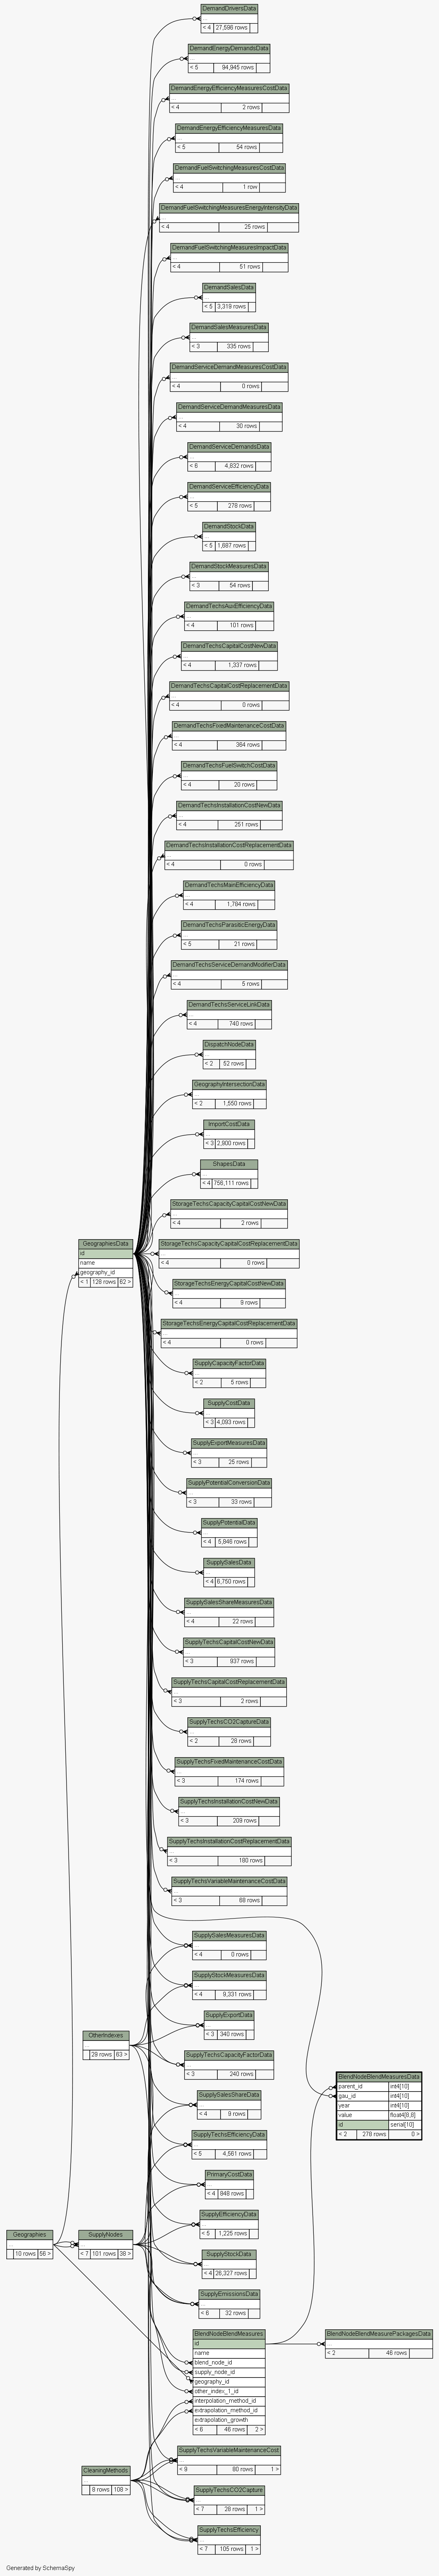 DemandDriversData
...
< 4 27,596 rows
DemandEnergyDemandsData
...
< 5 94,945 rows
DemandEnergyEfficiencyMeasuresCostData
...
< 4 2 rows
DemandEnergyEfficiencyMeasuresData
...
< 5 54 rows
DemandFuelSwitchingMeasuresCostData
...
< 4 1 row
DemandFuelSwitchingMeasuresEnergyIntensityData
...
< 4 25 rows
DemandFuelSwitchingMeasuresImpactData
...
< 4 51 rows
DemandSalesData
...
< 5 3,319 rows
DemandSalesMeasuresData
...
< 3 335 rows
DemandServiceDemandMeasuresCostData
...
< 4 0 rows
DemandServiceDemandMeasuresData
...
< 4 30 rows
DemandServiceDemandsData
...
< 6 4,832 rows
DemandServiceEfficiencyData
...
< 5 278 rows
DemandStockData
...
< 5 1,687 rows
DemandStockMeasuresData
...
< 3 54 rows
DemandTechsAuxEfficiencyData
...
< 4 101 rows
DemandTechsCapitalCostNewData
...
< 4 1,337 rows
DemandTechsCapitalCostReplacementData
...
< 4 0 rows
DemandTechsFixedMaintenanceCostData
...
< 4 364 rows
DemandTechsFuelSwitchCostData
...
< 4 20 rows
DemandTechsInstallationCostNewData
...
< 4 251 rows
DemandTechsInstallationCostReplacementData
...
< 4 0 rows
DemandTechsMainEfficiencyData
...
< 4 1,784 rows
DemandTechsParasiticEnergyData
...
< 5 21 rows
DemandTechsServiceDemandModifierData
...
< 4 5 rows
DemandTechsServiceLinkData
...
< 4 740 rows
DispatchNodeData
...
< 2 52 rows
GeographyIntersectionData
...
< 2 1,550 rows
ImportCostData
...
< 3 2,900 rows
ShapesData
...
< 4 756,111 rows
StorageTechsCapacityCapitalCostNewData
...
< 4 2 rows
GeographiesData
id
name
geography_id
< 1 128 rows 62 >
StorageTechsCapacityCapitalCostReplacementData
...
< 4 0 rows
StorageTechsEnergyCapitalCostNewData
...
< 4 9 rows
StorageTechsEnergyCapitalCostReplacementData
...
< 4 0 rows
SupplyCapacityFactorData
...
< 2 5 rows
SupplyCostData
...
< 3 4,093 rows
SupplyExportMeasuresData
...
< 3 25 rows
SupplyPotentialConversionData
...
< 3 33 rows
SupplyPotentialData
...
< 4 5,846 rows
SupplySalesData
...
< 4 6,750 rows
SupplySalesShareMeasuresData
...
< 4 22 rows
SupplyTechsCapitalCostNewData
...
< 3 937 rows
SupplyTechsCapitalCostReplacementData
...
< 3 2 rows
SupplyTechsCO2CaptureData
...
< 2 28 rows
SupplyTechsFixedMaintenanceCostData
...
< 3 174 rows
SupplyTechsInstallationCostNewData
...
< 3 209 rows
SupplyTechsInstallationCostReplacementData
...
< 3 180 rows
SupplyTechsVariableMaintenanceCostData
...
< 3 88 rows
SupplySalesMeasuresData
...
< 4 0 rows
SupplyStockMeasuresData
...
< 4 9,331 rows
SupplyExportData
...
< 3 340 rows
OtherIndexes
...
29 rows 63 >
SupplyTechsCapacityFactorData
...
< 3 240 rows
BlendNodeBlendMeasuresData
parent_id int4[10]
gau_id int4[10]
year int4[10]
value float4[8,8]
id serial[10]
< 2 278 rows 0 >
SupplySalesShareData
...
< 4 9 rows
SupplyTechsEfficiencyData
...
< 5 4,561 rows
PrimaryCostData
...
< 4 848 rows
SupplyEfficiencyData
...
< 5 1,225 rows
Geographies
...
10 rows 56 >
SupplyNodes
...
< 7 101 rows 38 >
SupplyStockData
...
< 4 26,327 rows
SupplyEmissionsData
...
< 6 32 rows
BlendNodeBlendMeasures
id
name
blend_node_id
supply_node_id
geography_id
other_index_1_id
interpolation_method_id
extrapolation_method_id
extrapolation_growth
< 6 46 rows 2 >
BlendNodeBlendMeasurePackagesData
...
< 2 46 rows
SupplyTechsVariableMaintenanceCost
...
< 9 80 rows 1 >
CleaningMethods
...
8 rows 108 >
SupplyTechsCO2Capture
...
< 7 28 rows 1 >
SupplyTechsEfficiency
...
< 7 105 rows 1 >
Generated by SchemaSpy